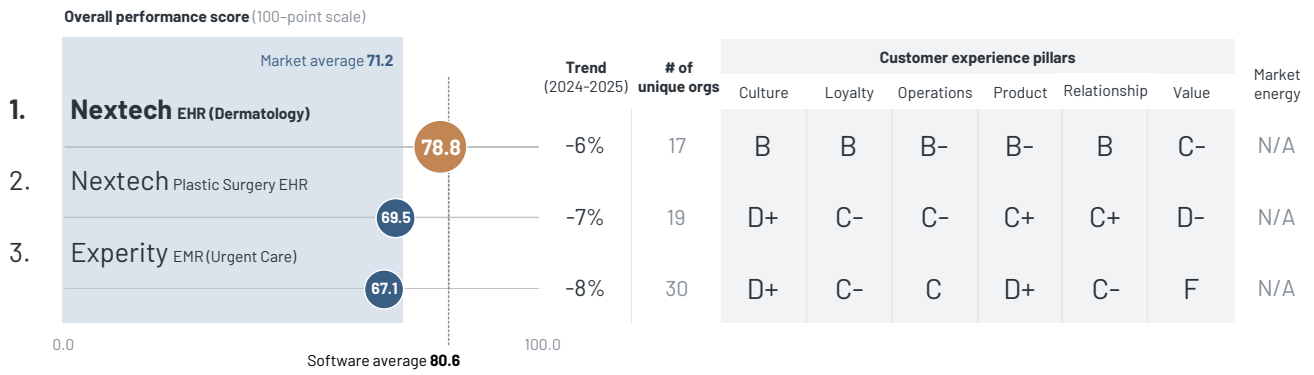 Overall performance score (100-point scale)
Market average 71.2
Trend
(2024-2025)
# of
unique orgs
Customer experience pillars
Culture Loyalty Operations Product Relationship Value
Market
energy
1. Nextech EHR (Dermatology)
78.8 -6% 17 B B B- B- B C- N/A
2. Nextech Plastic Surgery EHR
69.5 -7% 19 D+ C- C- C+ C+ D- N/A
3. Experity EMR (Urgent Care)
67.1 -8% 30 D+ C- C D+ C- F N/A
0.0 100.0
Software average 80.6